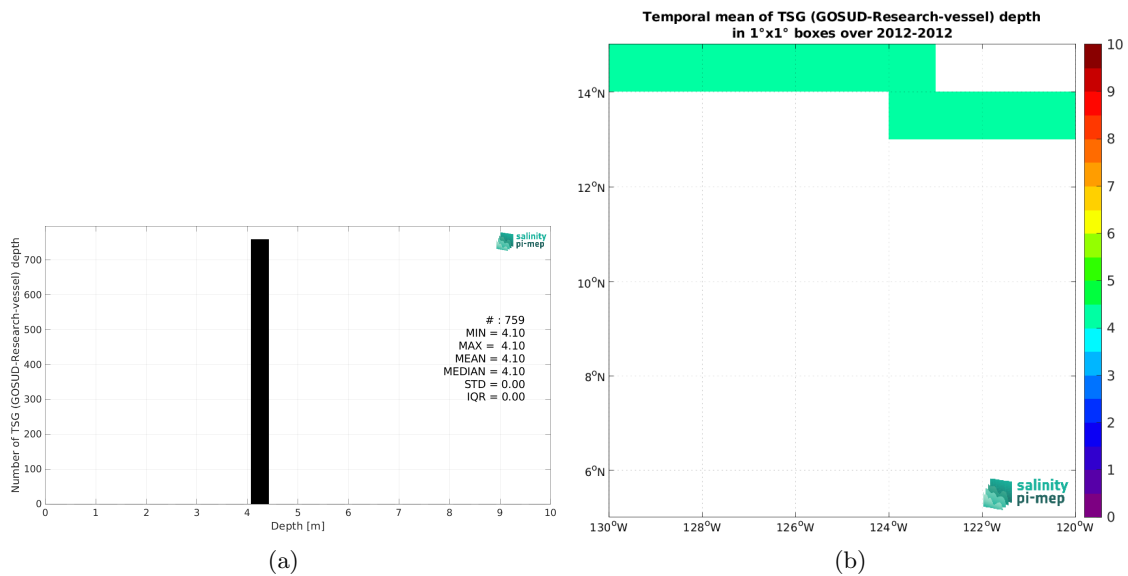 Number of TSG (GOSUD-Research-vessel) depth
700
600
500
400
300
200
100
0
salinity
pi-mep
# : 759
MIN = 4.10
MAX = 4.10
MEAN = 4.10
MEDIAN = 4.10
STD = 0.00
IQR = 0.00
0 1 2 3 4 5 6 7 8 9 10
Depth [m]
(a)
Temporal mean of TSG (GOSUD-Research-vessel) depth
in 1°x1° boxes over 2012-2012
14°N
12°N
10°N
8°N
6°N
130°W 128°W 126°W 124°W 122°W 120°W
salinity
pi-mep
10
9
8
7
6
5
4
3
2
1
0
(b)